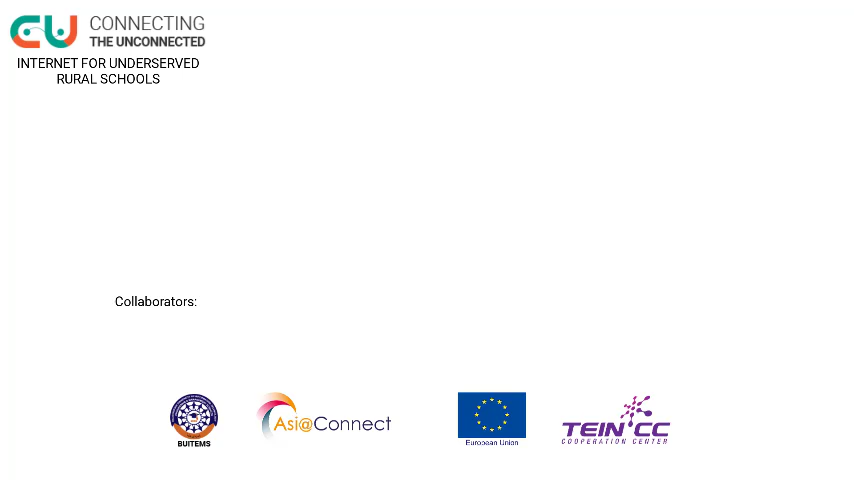 CONNECTING
THE UNCONNECTED
INTERNET FOR UNDERSERVED
RURAL SCHOOLS
Collaborators:
BUITEMS
Asi@Connect
European Union
TEIN*CC
COOPERATION CENTER